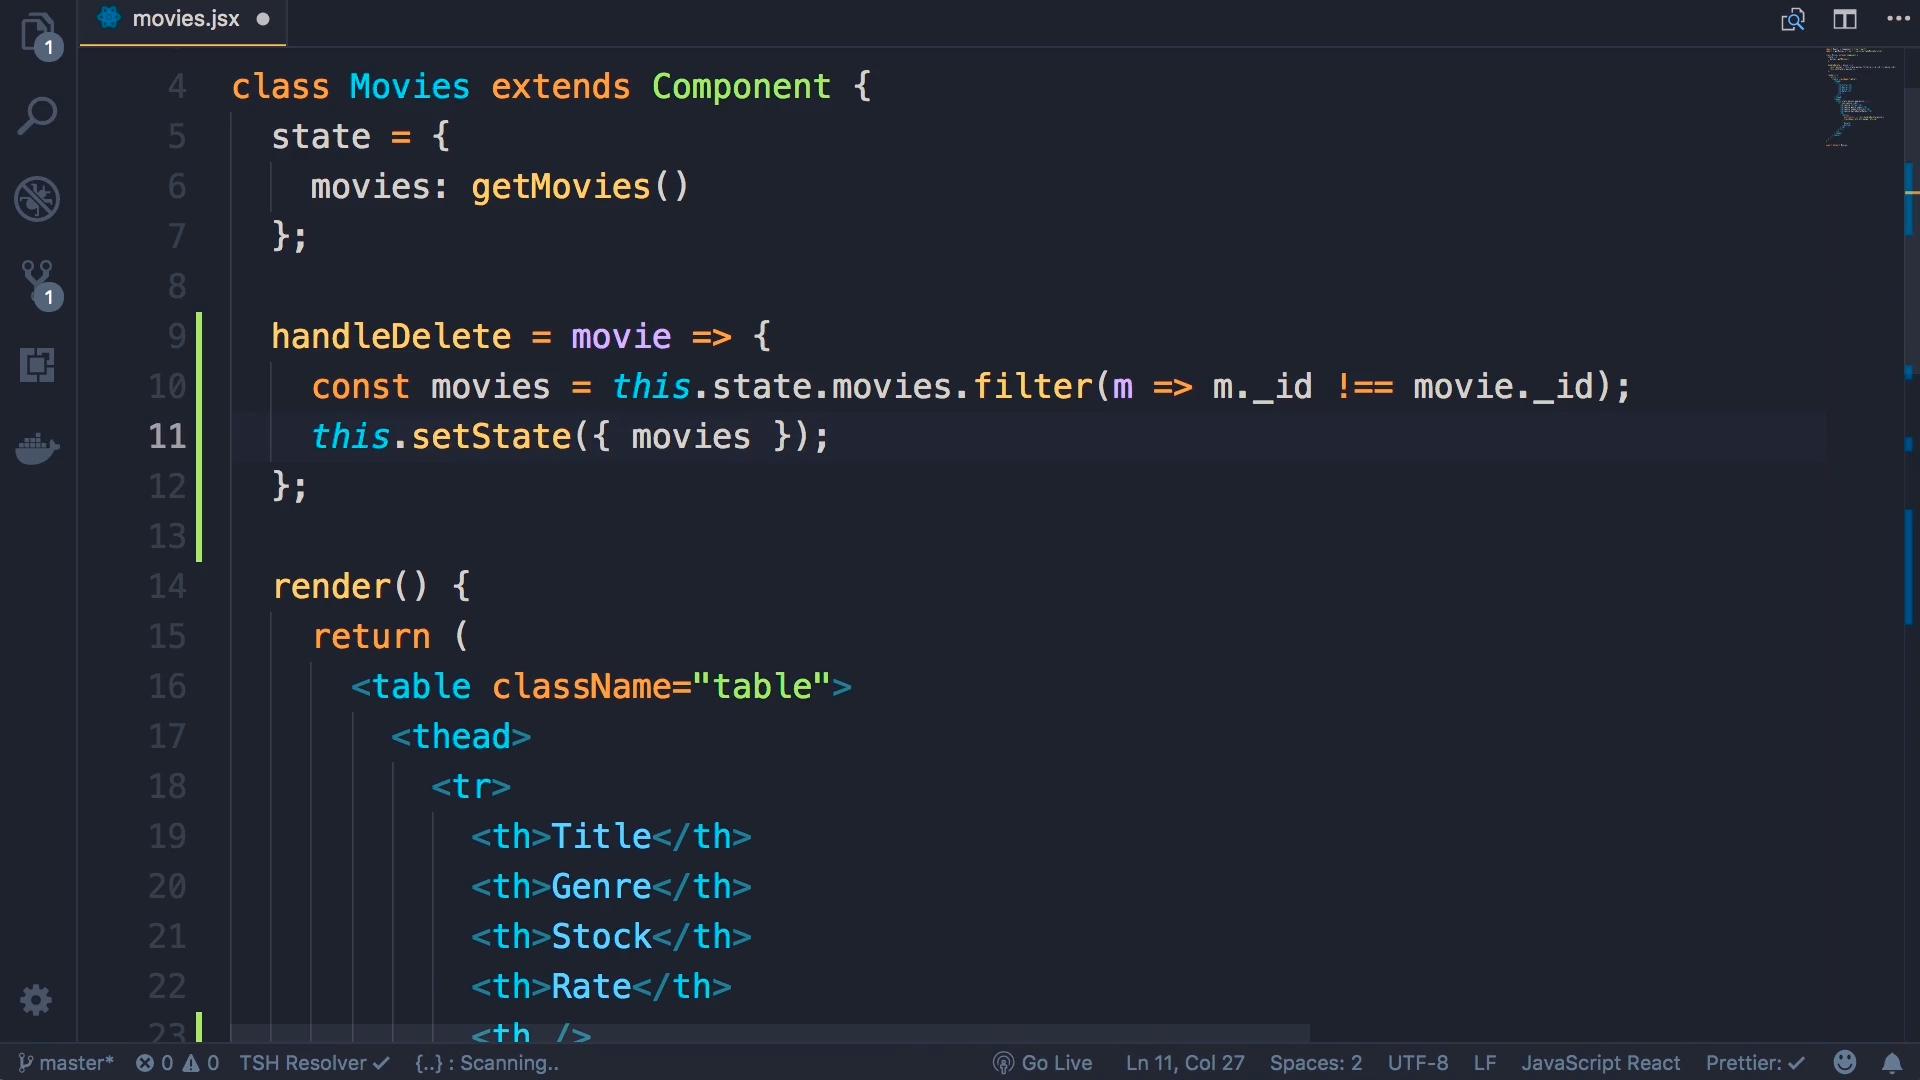 movies.jsx
1
4 class Movies extends Component {
5 state = {
6 movies: getMovies()
7 };
8
9 handleDelete = movie => {
10 const movies = this.state.movies.filter(m => m._id !== movie._id);
11 this.setState({ movies });
12 };
13
14 render() {
15 return (
16 <table className="table">
17 <thead>
18 <tr>
19 <th>Title</th>
20 <th>Genre</th>
21 <th>Stock</th>
22 <th>Rate</th>
23 <th />
1
master* 0 0 TSH Resolver {..} : Scanning.. Go Live Ln 11, Col 27 Spaces: 2 UTF-8 LF JavaScript React Prettier: